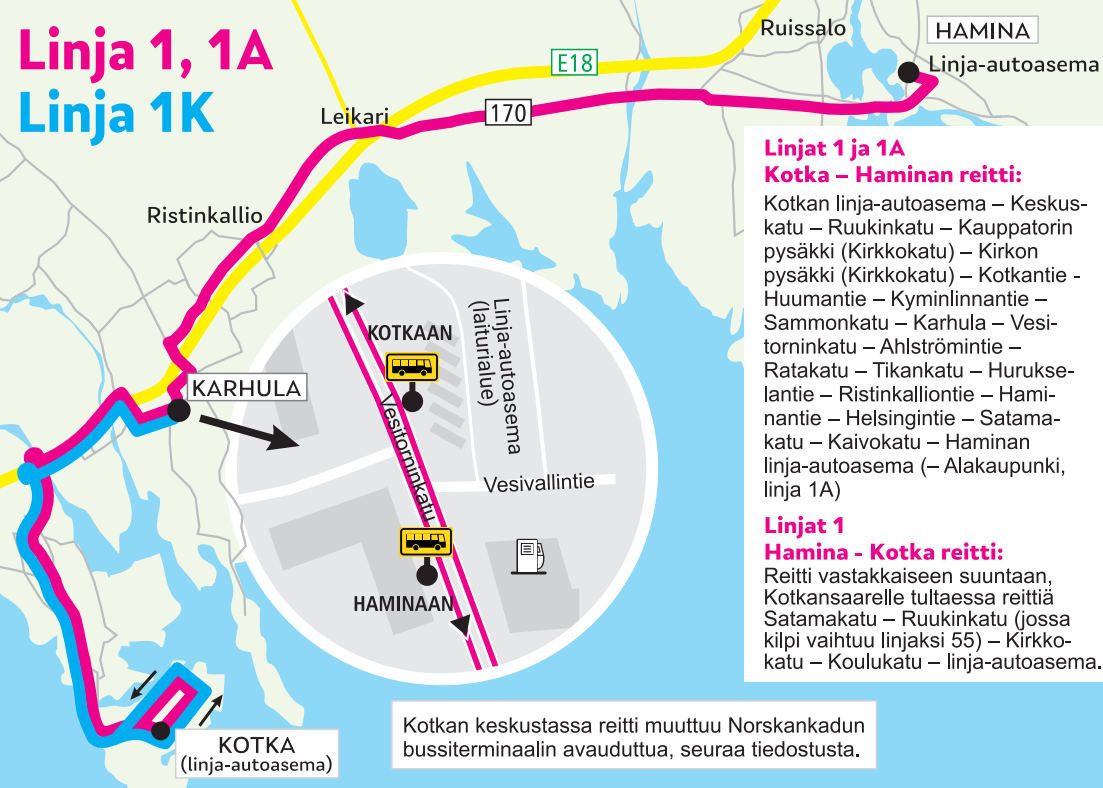 Linja 1, 1A
Linja 1K
Ruissalo
HAMINA
Linja-autoasema
E18
170
Leikari
Ristinkallio
KARHULA
KOTKA
(linja-autoasema)
KOTKAAN
Linja-autoasema
(laiturialue)
Vesitorninkatu
Vesivallintie
HAMINAAN
Linjat 1 ja 1A
Kotka – Haminan reitti:
Kotkan linja-autoasema – Keskus-
katu – Ruukinkatu – Kauppatorin
pysäkki (Kirkkokatu) – Kirkon
pysäkki (Kirkkokatu) – Kotkantie -
Huumantie – Kyminlinnantie –
Sammonkatu – Karhula – Vesi-
torninkatu – Ahlströmintie –
Ratakatu – Tikankatu – Hurukse-
lantie – Ristinkalliontie – Hami-
nantie – Helsingintie – Satama-
katu – Kaivokatu – Haminan
linja-autoasema (– Alakaupunki,
linja 1A)
Linjat 1
Hamina - Kotka reitti:
Reitti vastakkaiseen suuntaan,
Kotkansaarelle tultaessa reittiä
Satamakatu – Ruukinkatu (jossa
kilpi vaihtuu linjaksi 55) – Kirkko-
katu – Koulukatu – linja-autoasema.
Kotkan keskustassa reitti muuttuu Norskankadun
bussiterminaalin avauduttua, seuraa tiedostusta.